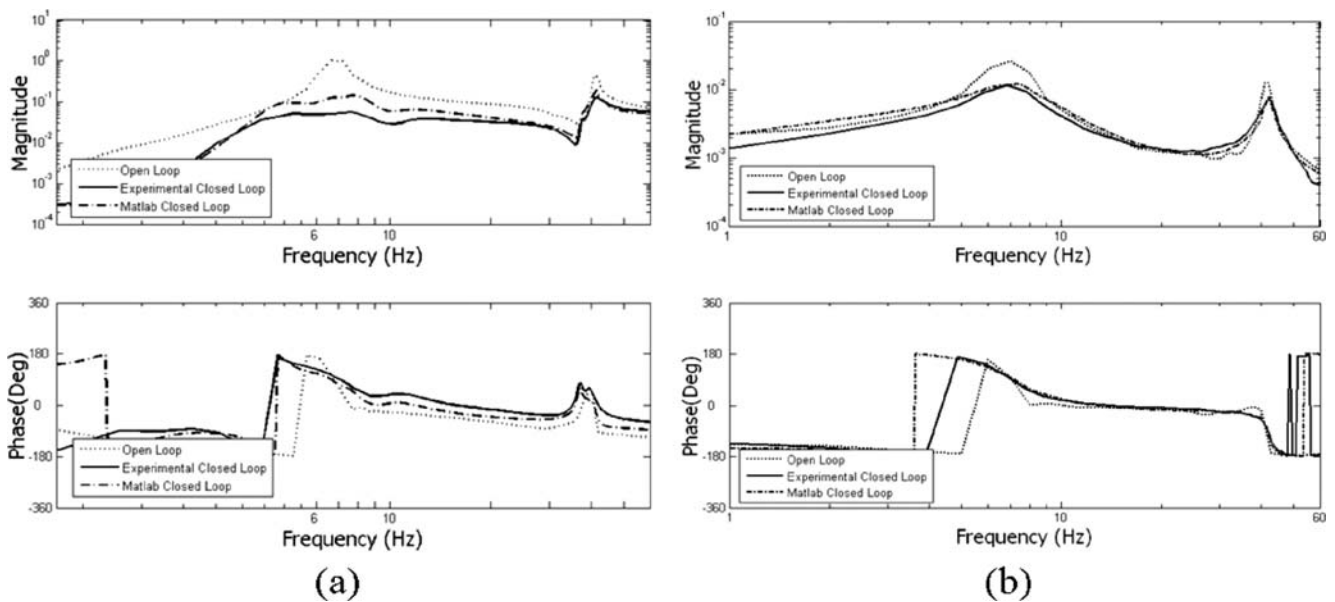 10^1
10^0
10^-1
10^-2
10^-3
10^-4
Magnitude
Open Loop
Experimental Closed Loop
Matlab Closed Loop
6
10
Frequency (Hz)
360
180
0
-180
-360
Phase(Deg)
Open Loop
Experimental Closed Loop
Matlab Closed Loop
6
10
Frequency (Hz)
(a)
10^-1
10^-2
10^-3
10^-4
Magnitude
Open Loop
Experimental Closed Loop
Matlab Closed Loop
1
10
60
Frequency (Hz)
360
180
0
-180
-360
Phase(Deg)
Open Loop
Experimental Closed Loop
Matlab Closed Loop
1
10
60
Frequency (Hz)
(b)